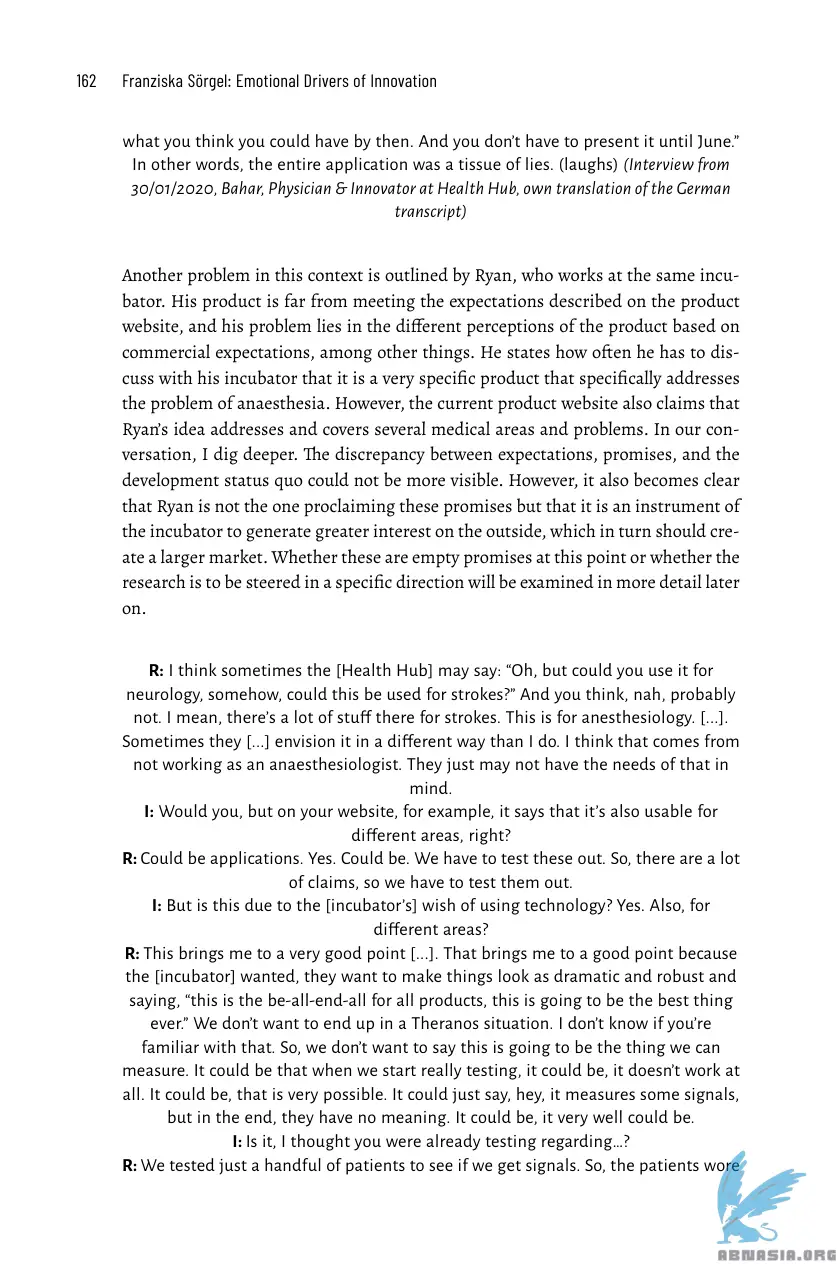 162 Franziska Sörgel: Emotional Drivers of Innovation
what you think you could have by then. And you don’t have to present it until June.”
In other words, the entire application was a tissue of lies. (laughs) (Interview from
30/01/2020, Bahar, Physician & Innovator at Health Hub, own translation of the German
transcript)
Another problem in this context is outlined by Ryan, who works at the same incu-
bator. His product is far from meeting the expectations described on the product
website, and his problem lies in the different perceptions of the product based on
commercial expectations, among other things. He states how often he has to dis-
cuss with his incubator that it is a very specific product that specifically addresses
the problem of anaesthesia. However, the current product website also claims that
Ryan’s idea addresses and covers several medical areas and problems. In our con-
versation, I dig deeper. The discrepancy between expectations, promises, and the
development status quo could not be more visible. However, it also becomes clear
that Ryan is not the one proclaiming these promises but that it is an instrument of
the incubator to generate greater interest on the outside, which in turn should cre-
ate a larger market. Whether these are empty promises at this point or whether the
research is to be steered in a specific direction will be examined in more detail later
on.
R: I think sometimes the [Health Hub] may say: “Oh, but could you use it for
neurology, somehow, could this be used for strokes?” And you think, nah, probably
not. I mean, there’s a lot of stuff there for strokes. This is for anesthesiology. [...].
Sometimes they [...] envision it in a different way than I do. I think that comes from
not working as an anaesthesiologist. They just may not have the needs of that in
mind.
I: Would you, but on your website, for example, it says that it’s also usable for
different areas, right?
R: Could be applications. Yes. Could be. We have to test these out. So, there are a lot
of claims, so we have to test them out.
I: But is this due to the [incubator’s] wish of using technology? Yes. Also, for
different areas?
R: This brings me to a very good point [...]. That brings me to a good point because
the [incubator] wanted, they want to make things look as dramatic and robust and
saying, “this is the be-all-end-all for all products, this is going to be the best thing
ever.” We don’t want to end up in a Theranos situation. I don’t know if you’re
familiar with that. So, we don’t want to say this is going to be the thing we can
measure. It could be that when we start really testing, it could be, it doesn’t work at
all. It could be, that is very possible. It could just say, hey, it measures some signals,
but in the end, they have no meaning. It could be, it very well could be.
I: Is it, I thought you were already testing regarding...?
R: We tested just a handful of patients to see if we get signals. So, the patients wore
ABNASIA.ORG